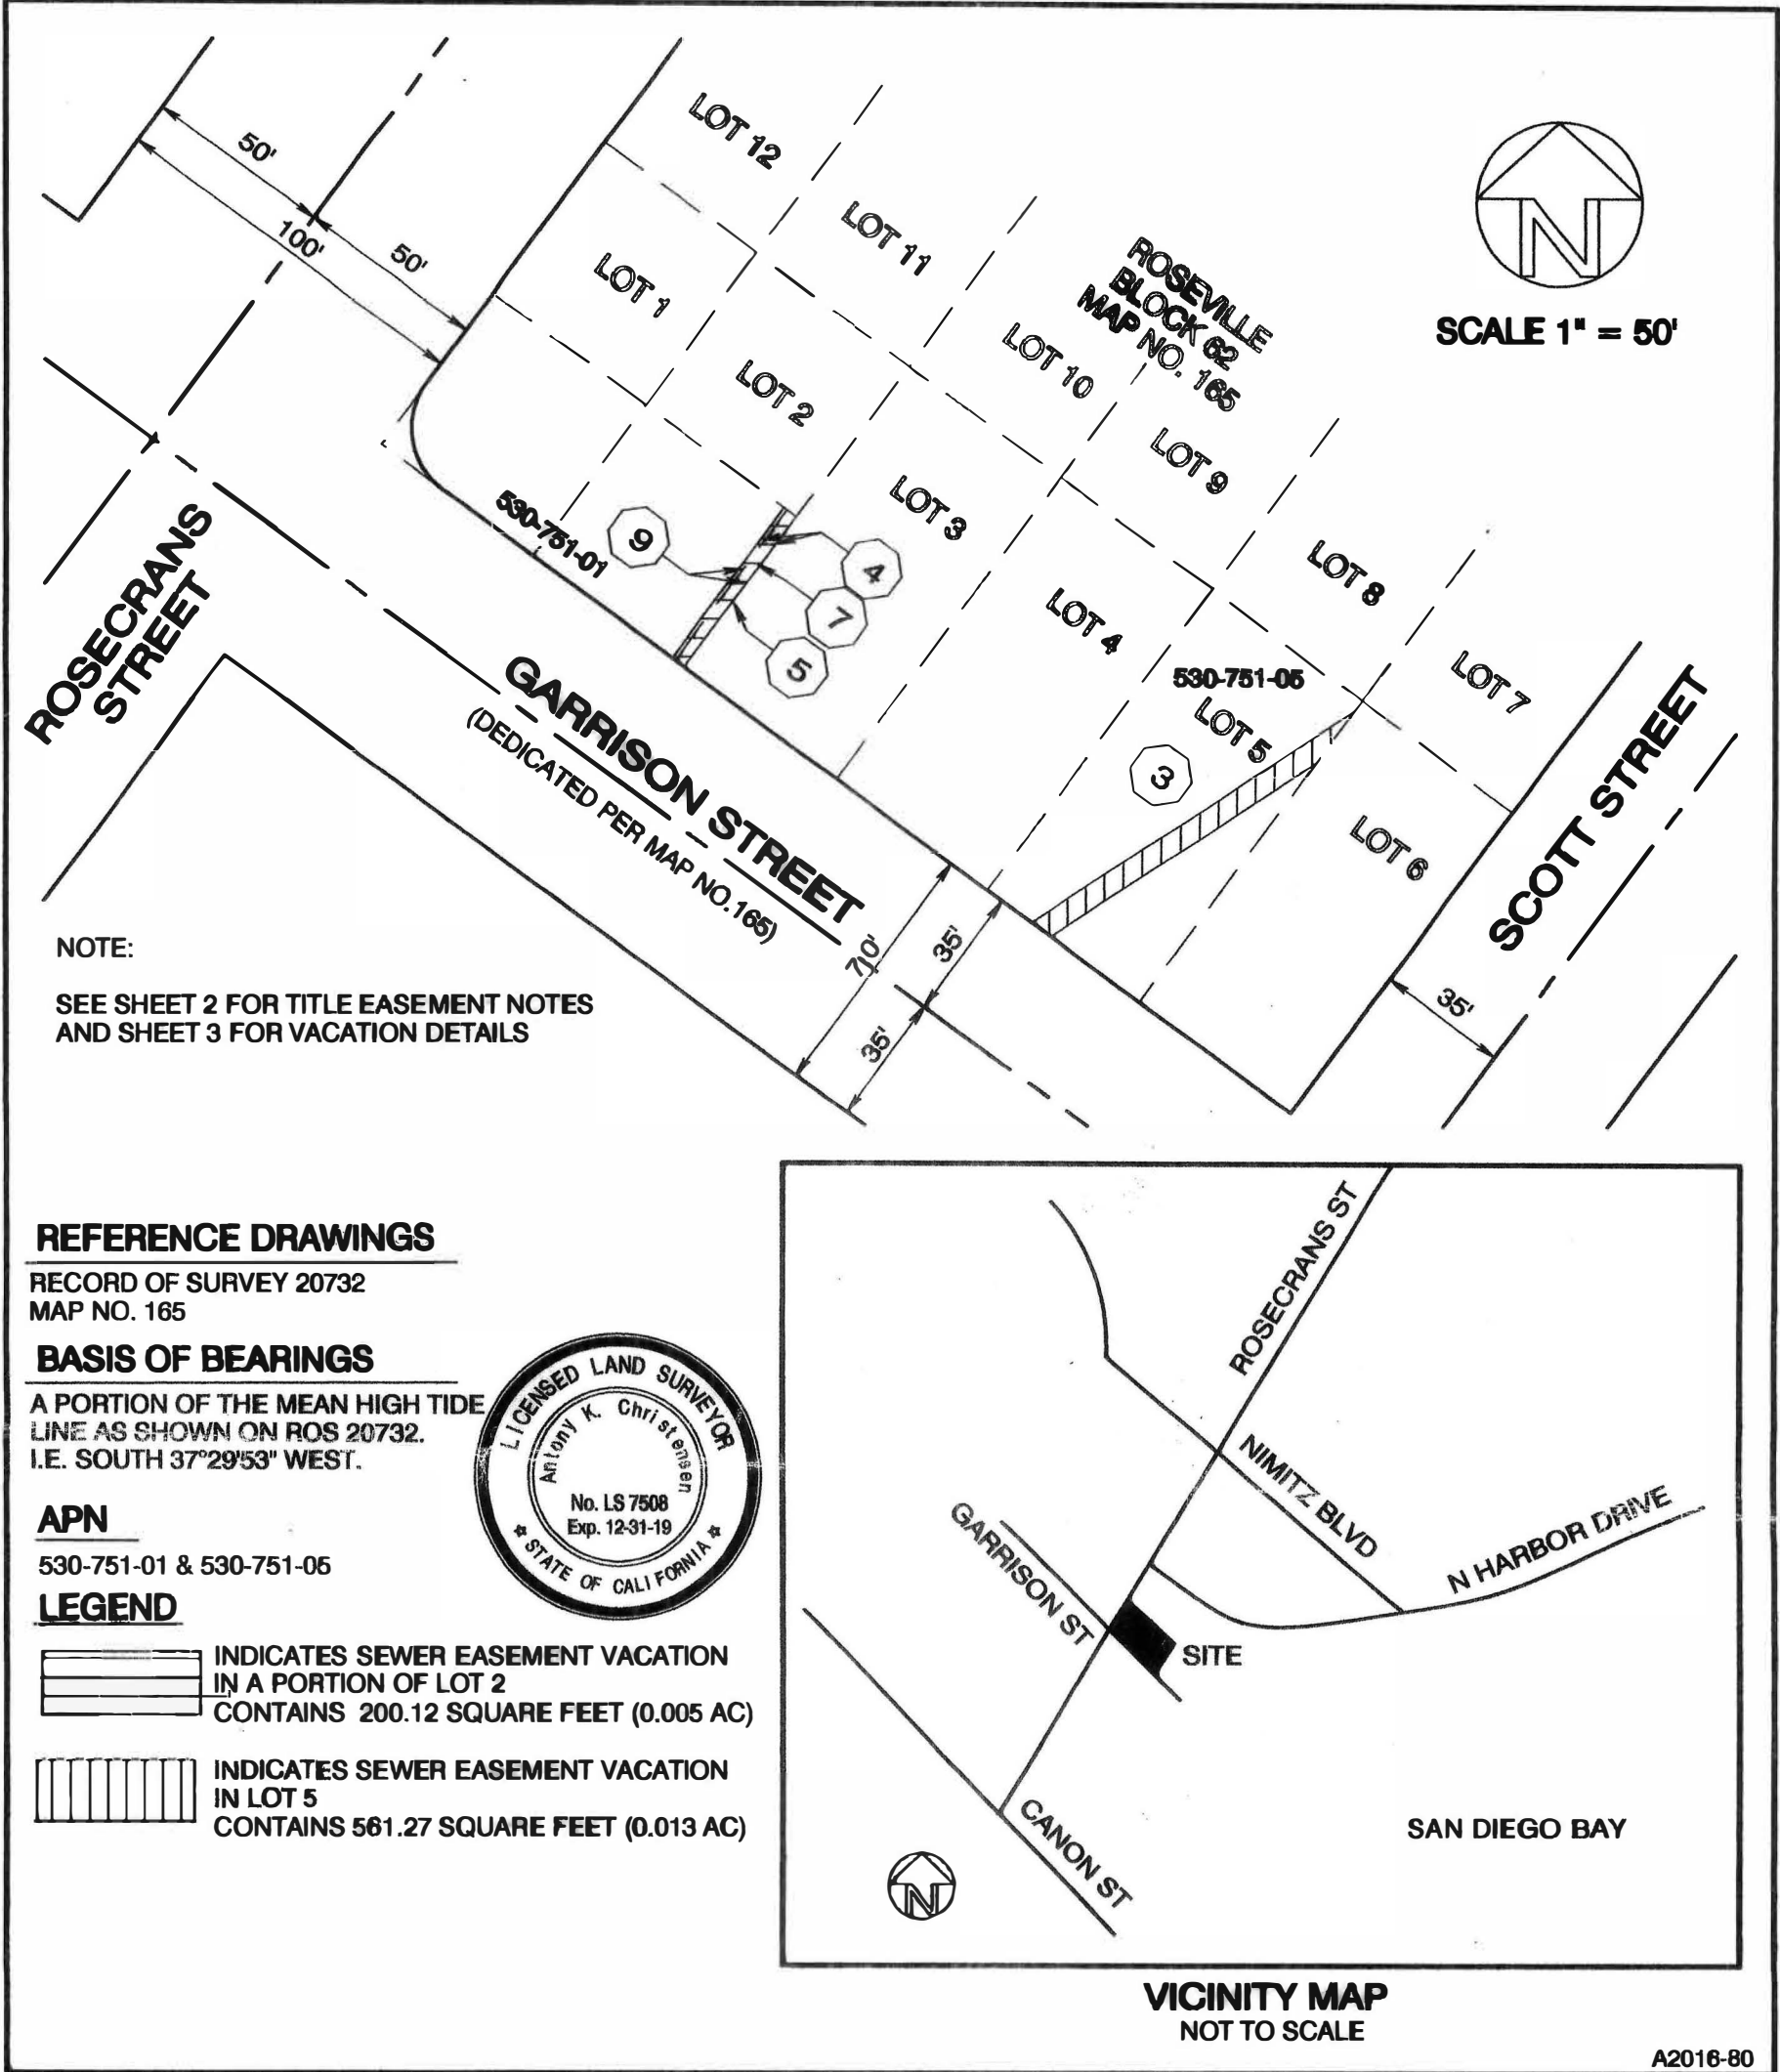 50'
100'
50'
LOT 12
LOT 11
LOT 1
ROSEVILLE
BLOCK 62
MAP NO. 165
N
SCALE 1" = 50'
LOT 10
LOT 2
LOT 9
LOT 3
LOT 8
LOT 4
LOT 7
530-751-01
9
4
7
5
530-751-05
LOT 5
3
LOT 6
ROSECRANS
STREET
GARRISON STREET
(DEDICATED PER MAP NO.165)
SCOTT STREET
70'
35'
35'
35'
NOTE:
SEE SHEET 2 FOR TITLE EASEMENT NOTES
AND SHEET 3 FOR VACATION DETAILS
REFERENCE DRAWINGS
RECORD OF SURVEY 20732
MAP NO. 165
BASIS OF BEARINGS
A PORTION OF THE MEAN HIGH TIDE
LINE AS SHOWN ON ROS 20732.
I.E. SOUTH 37°29'53" WEST.
LICENSED LAND SURVEYOR
Antony K. Christensen
No. LS 7508
Exp. 12-31-19
STATE OF CALIFORNIA
APN
530-751-01 & 530-751-05
LEGEND
INDICATES SEWER EASEMENT VACATION
IN A PORTION OF LOT 2
CONTAINS 200.12 SQUARE FEET (0.005 AC)
INDICATES SEWER EASEMENT VACATION
IN LOT 5
CONTAINS 561.27 SQUARE FEET (0.013 AC)
ROSECRANS ST
NIMITZ BLVD
N HARBOR DRIVE
GARRISON ST
SITE
CANON ST
SAN DIEGO BAY
N
VICINITY MAP
NOT TO SCALE
A2016-80